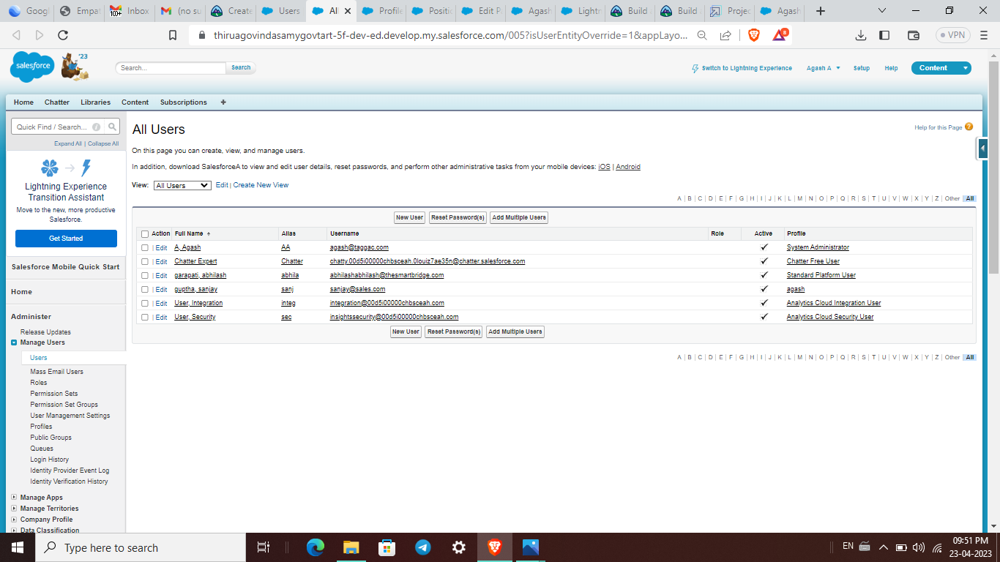 Googl
Empat
100+
Inbox
(no su
Create
Users
Al
Profile
Positio
Edit P
Agash
Lightn
Build a
Build
Projec
Agash
thiruagovindasamygovtart-5f-dev-ed.develop.my.salesforce.com/005?isUserEntityOverride=1&appLayo...
8
VPN
salesforce
'23
Search...
Search
Switch to Lightning Experience
Agash A
Setup
Help
Content
Home Chatter Libraries Content Subscriptions +
Quick Find / Search...
Expand All | Collapse All
Lightning Experience
Transition Assistant
Move to the new, more productive
Salesforce.
Get Started
Salesforce Mobile Quick Start
Home
Administer
Release Updates
Manage Users
Users
Mass Email Users
Roles
Permission Sets
Permission Set Groups
User Management Settings
Profiles
Public Groups
Queues
Login History
Identity Provider Event Log
Identity Verification History
Manage Apps
Manage Territories
Company Profile
Data Classification
All Users
Help for this Page ?
On this page you can create, view, and manage users.
In addition, download SalesforceA to view and edit user details, reset passwords, and perform other administrative tasks from your mobile devices: iOS | Android
View: All Users Edit | Create New View
A | B | C | D | E | F | G | H | I | J | K | L | M | N | O | P | Q | R | S | T | U | V | W | X | Y | Z | Other | All
New User Reset Password(s) Add Multiple Users
Action Full Name Alias Username Role Active Profile
| Edit A, Agash AA agash@taggac.com System Administrator
| Edit Chatter Expert Chatter chatty.00d5i00000chbsceah.0louiz7ae35n@chatter.salesforce.com Chatter Free User
| Edit garapati, abhilash abhila abhilashabhilash@thesmartbridge.com Standard Platform User
| Edit guptha, sanjay sanj sanjay@sales.com agash
| Edit User, Integration integ integration@00d5i00000chbsceah.com Analytics Cloud Integration User
| Edit User, Security sec insightssecurity@00d5i00000chbsceah.com Analytics Cloud Security User
New User Reset Password(s) Add Multiple Users
A | B | C | D | E | F | G | H | I | J | K | L | M | N | O | P | Q | R | S | T | U | V | W | X | Y | Z | Other | All
Type here to search
EN
09:51 PM
23-04-2023